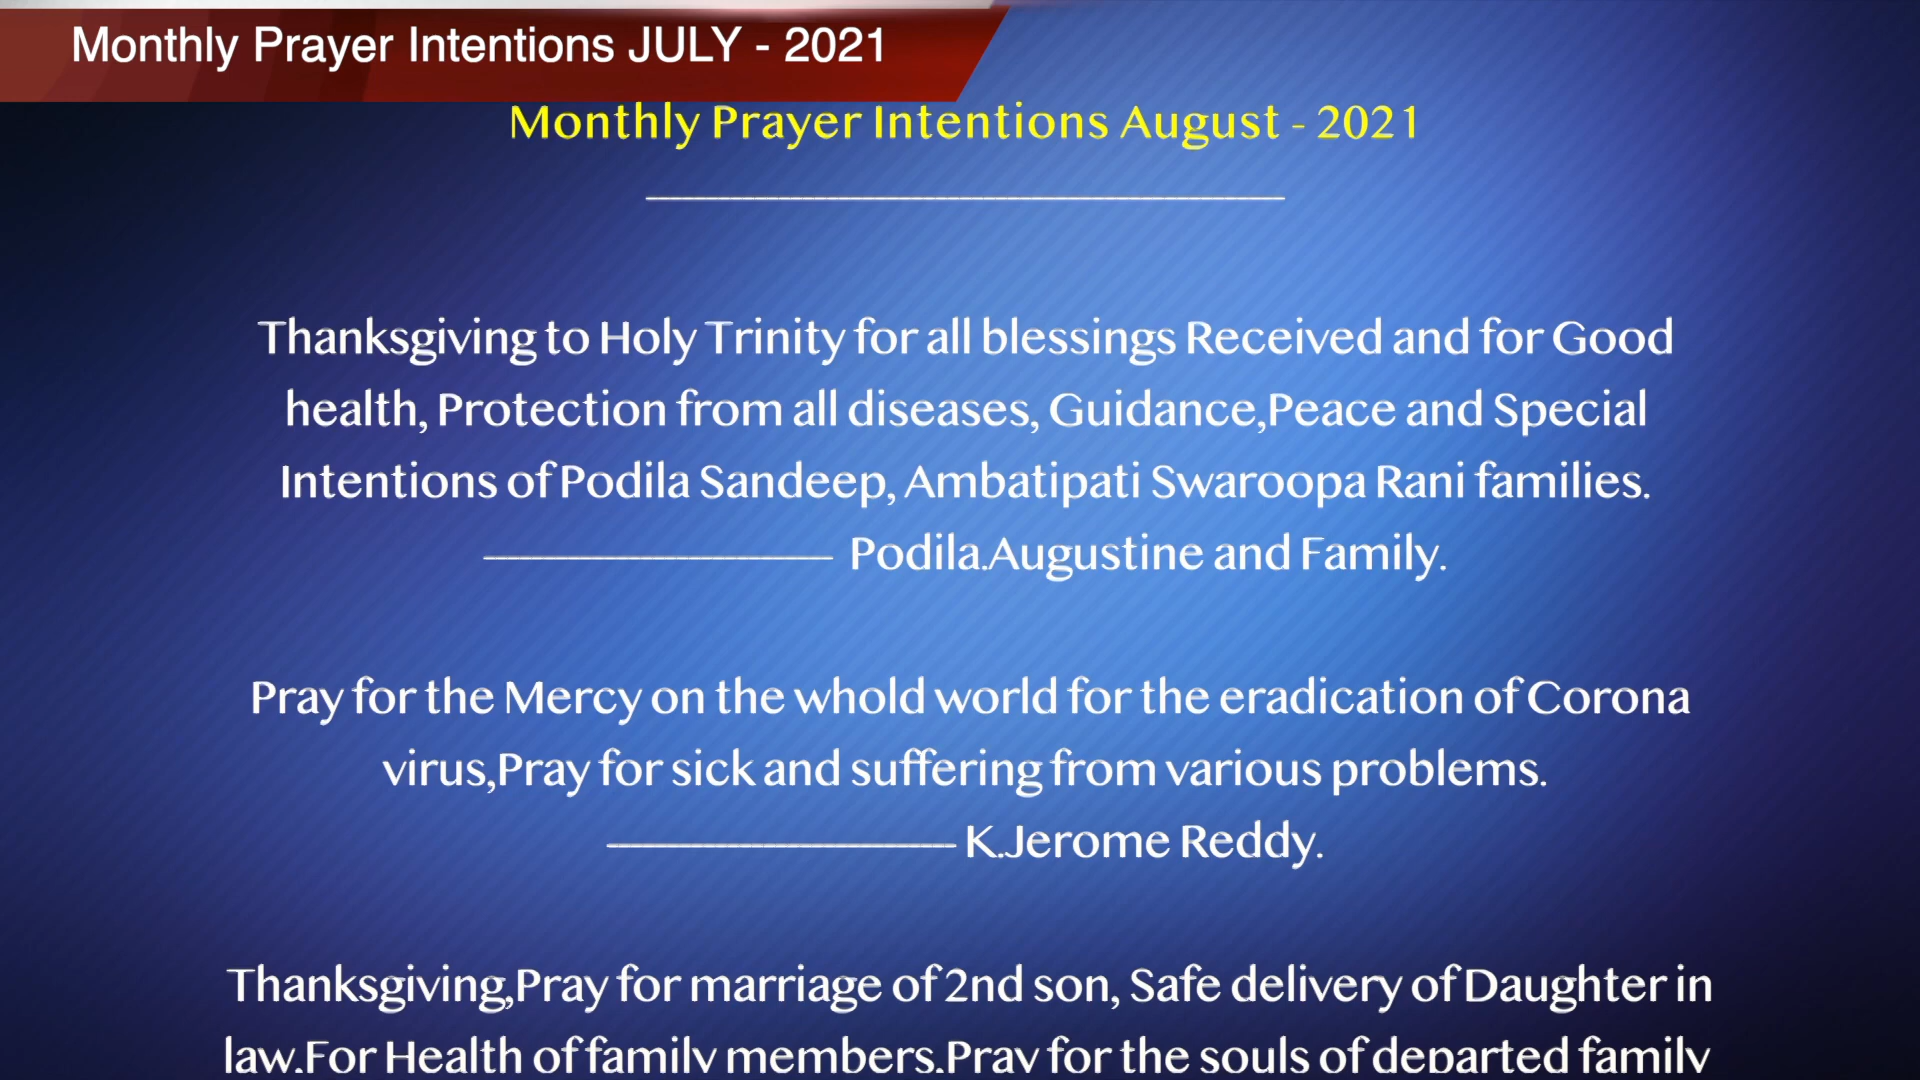 Monthly Prayer Intentions JULY - 2021
Monthly Prayer Intentions August - 2021
Thanksgiving to Holy Trinity for all blessings Received and for Good
health, Protection from all diseases, Guidance,Peace and Special
Intentions of Podila Sandeep, Ambatipati Swaroopa Rani families.
—————————— Podila.Augustine and Family.
Pray for the Mercy on the whold world for the eradication of Corona
virus,Pray for sick and suffering from various problems.
—————————— K.Jerome Reddy.
Thanksgiving,Pray for marriage of 2nd son, Safe delivery of Daughter in
law.For Health of family members.Pray for the souls of departed family